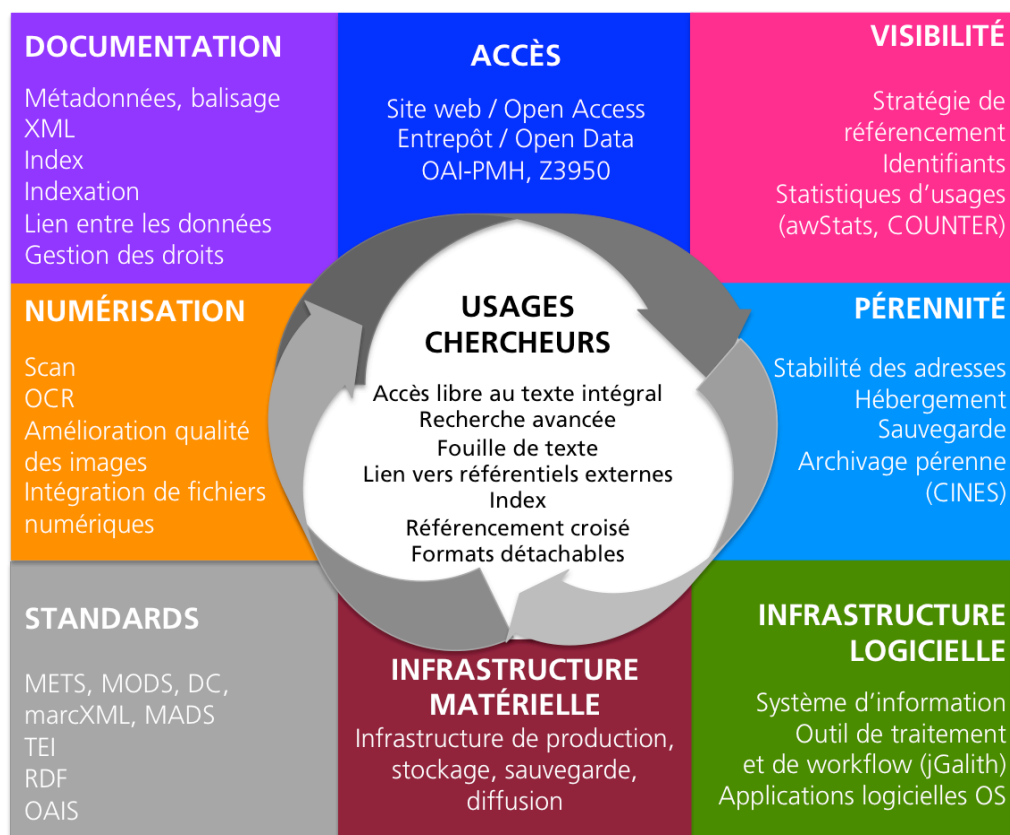 DOCUMENTATION
Métadonnées, balisage
XML
Index
Indexation
Lien entre les données
Gestion des droits
ACCÈS
Site web / Open Access
Entrepôt / Open Data
OAI-PMH, Z3950
VISIBILITÉ
Stratégie de
référencement
Identifiants
Statistiques d’usages
(awStats, COUNTER)
NUMÉRISATION
Scan
OCR
Amélioration qualité
des images
Intégration de fichiers
numériques
USAGES
CHERCHEURS
Accès libre au texte intégral
Recherche avancée
Fouille de texte
Lien vers référentiels externes
Index
Référencement croisé
Formats détachables
PÉRENNITÉ
Stabilité des adresses
Hébergement
Sauvegarde
Archivage pérenne
(CINES)
STANDARDS
METS, MODS, DC,
marcXML, MADS
TEI
RDF
OAIS
INFRASTRUCTURE
MATÉRIELLE
Infrastructure de production,
stockage, sauvegarde,
diffusion
INFRASTRUCTURE
LOGICIELLE
Système d’information
Outil de traitement
et de workflow (jGalith)
Applications logicielles OS